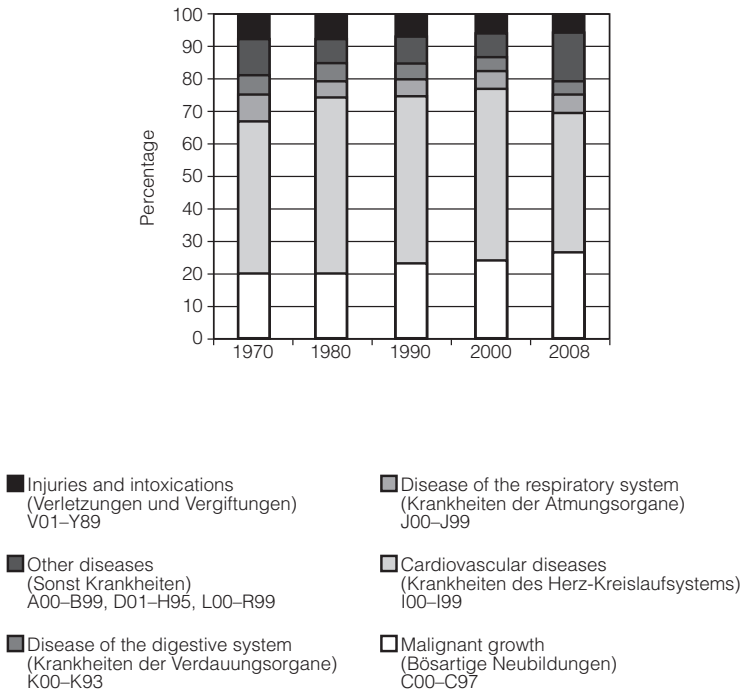 100
90
80
70
60
50
40
30
20
10
0
Percentage
1970 1980 1990 2000 2008
Injuries and intoxications
(Verletzungen und Vergiftungen)
V01–Y89
Other diseases
(Sonst Krankheiten)
A00–B99, D01–H95, L00–R99
Disease of the digestive system
(Krankheiten der Verdauungsorgane)
K00–K93
Disease of the respiratory system
(Krankheiten der Atmungsorgane)
J00–J99
Cardiovascular diseases
(Krankheiten des Herz-Kreislaufsystems)
I00–I99
Malignant growth
(Bösartige Neubildungen)
C00–C97